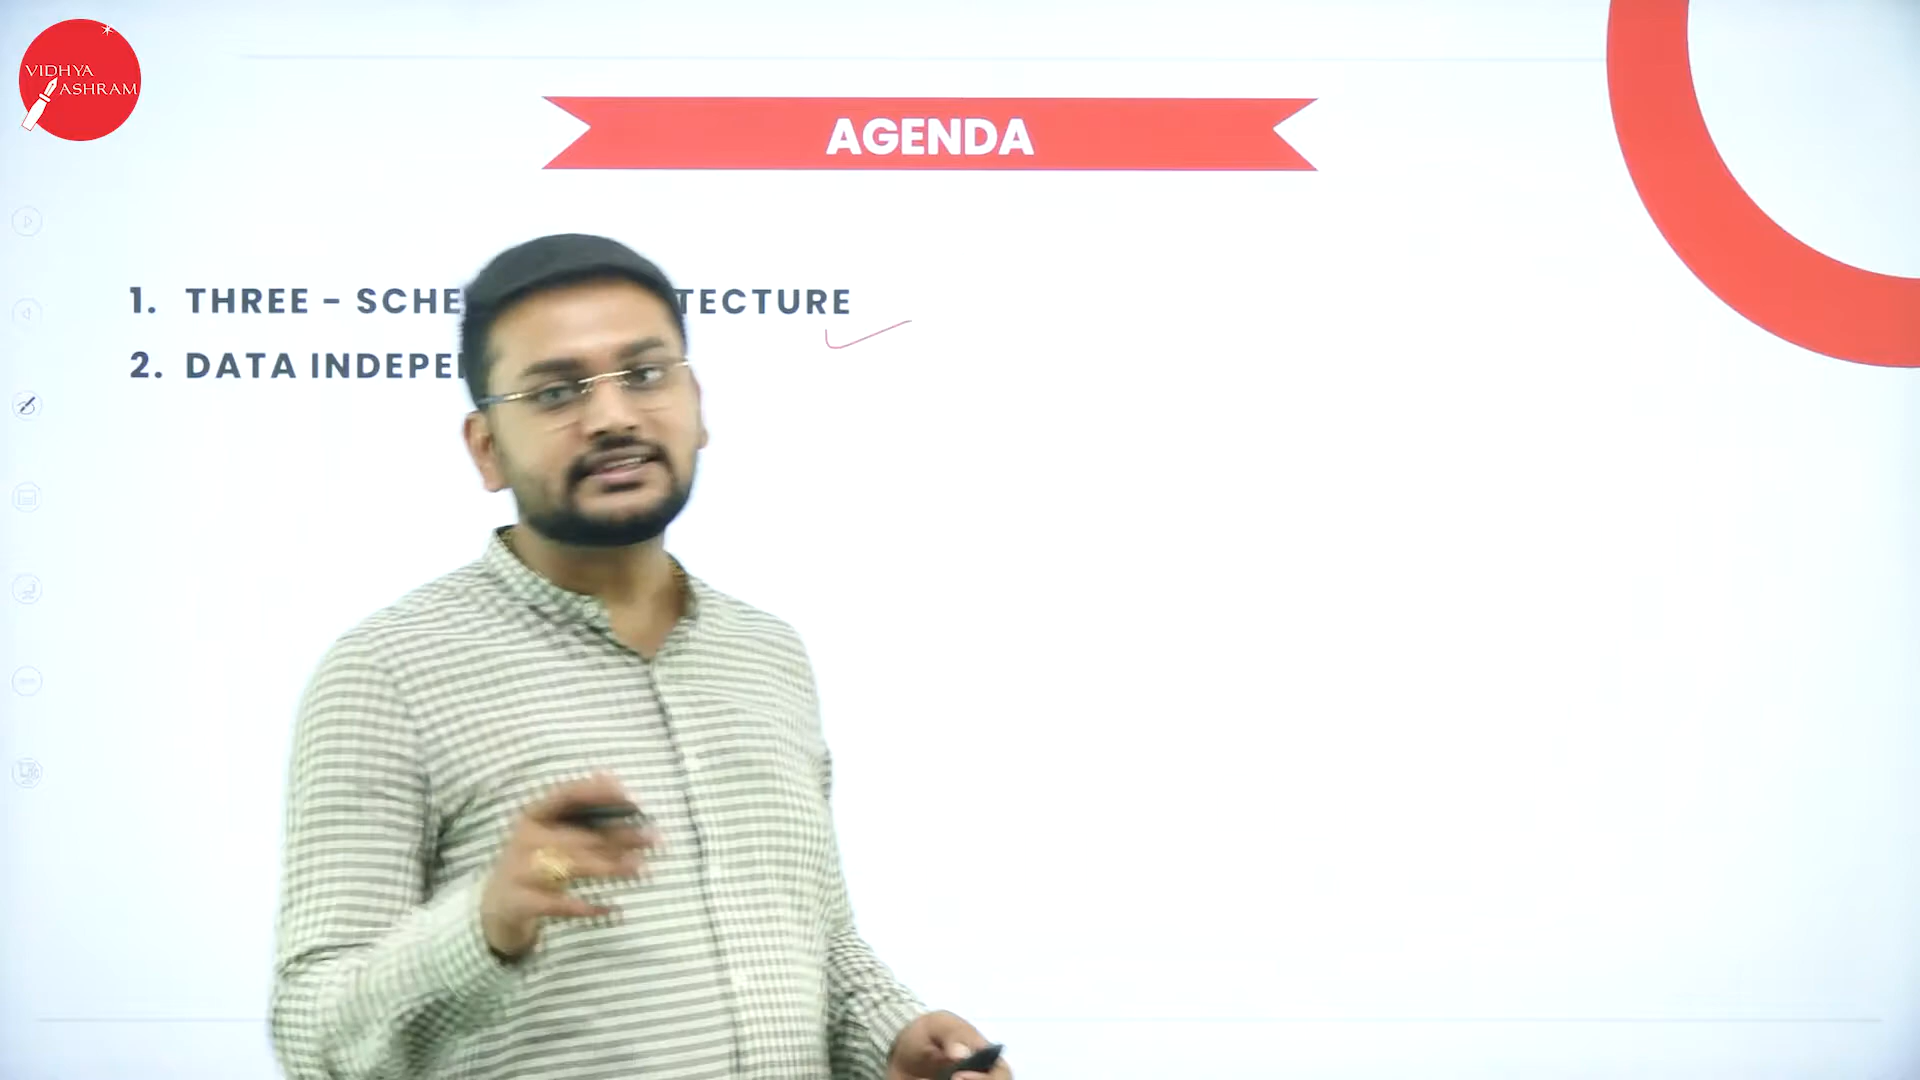 VIDHYA
ASHRAM
AGENDA
1. THREE - SCHE TECTURE
2. DATA INDEPE